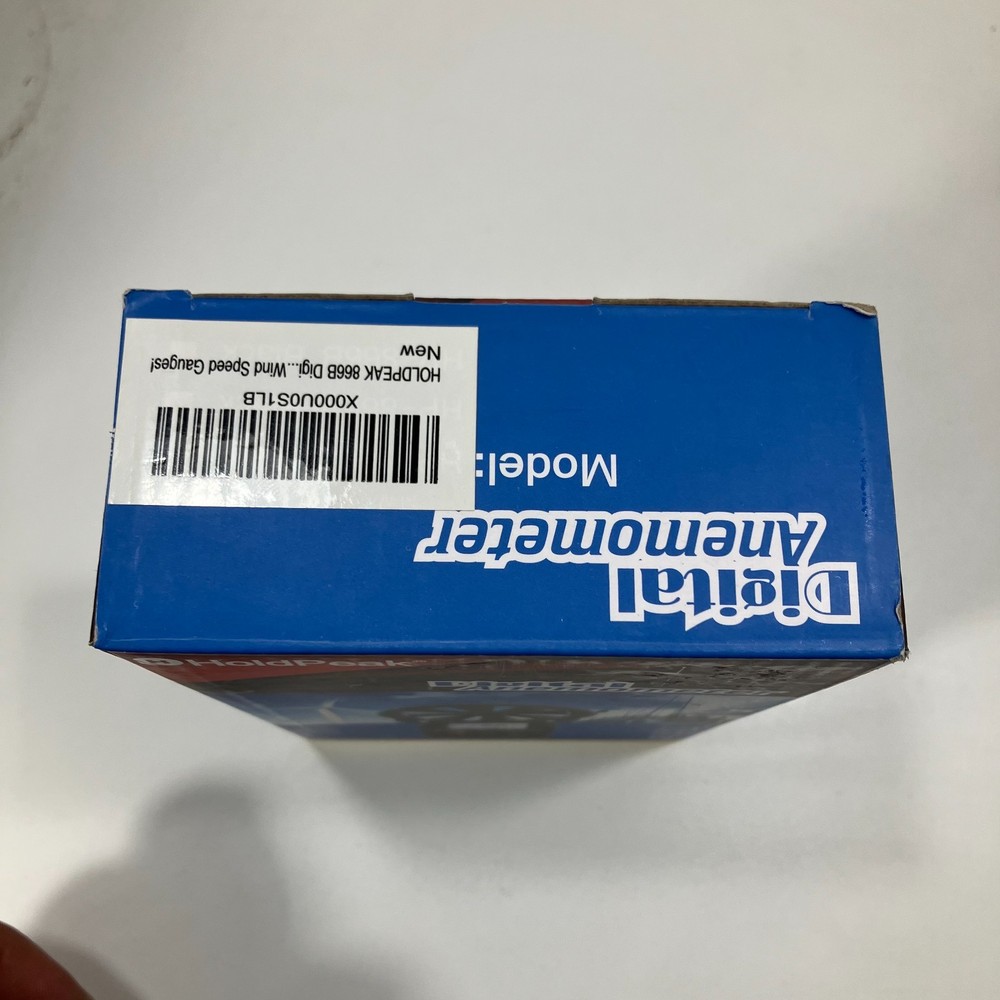 Digital
Anemometer
Model:
X000U0S1LB
HOLDPEAK 866B Digi...Wind Speed Gauges!
New
HoldPeak